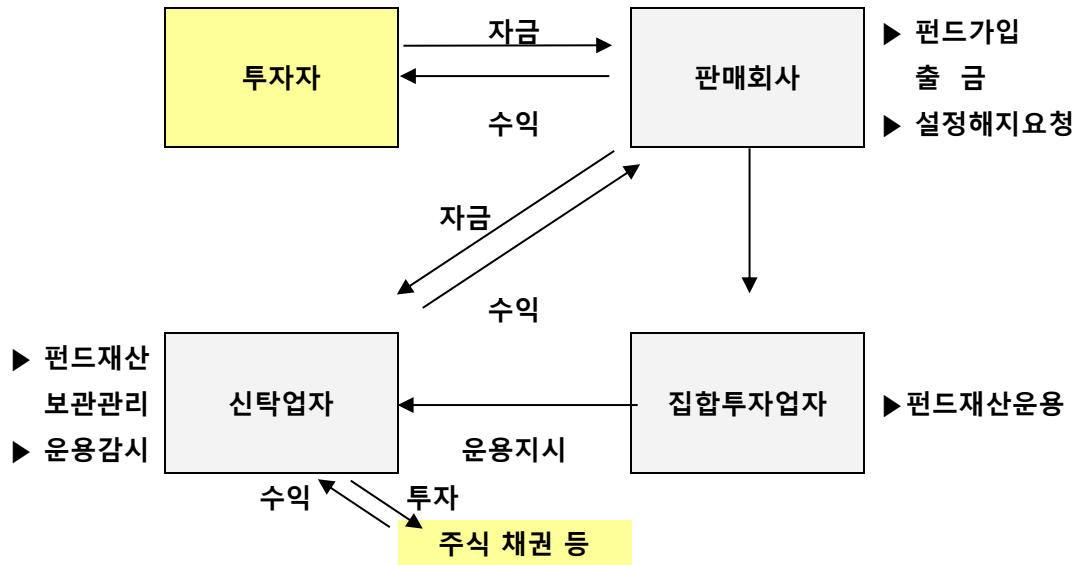 자금
투자자
판매회사
수익
▶ 펀드가입
출 금
▶ 설정해지요청
자금
수익
▶ 펀드재산
보관관리
▶ 운용감시
신탁업자
집합투자업자
▶펀드재산운용
운용지시
수익
투자
주식 채권 등